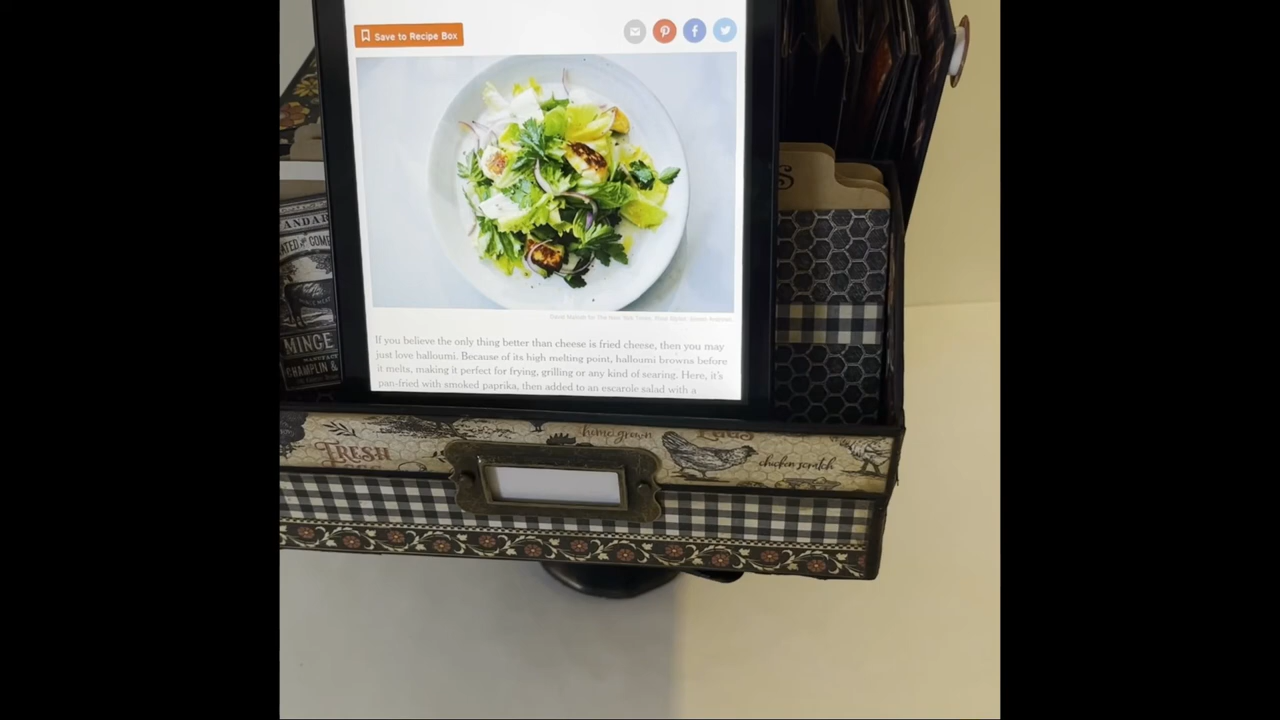 Save to Recipe Box
If you believe the only thing better than cheese is fried cheese, then you may
just love halloumi. Because of its high melting point, halloumi browns before
it melts, making it perfect for frying, grilling or any kind of searing. Here, it's
pan-fried with smoked paprika, then added to an escarole salad with a
MINGE
CHAMPLIN &
homegrown
FRESH
chicken scratch